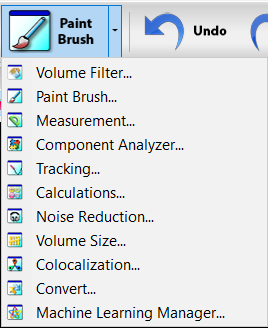 Paint
Brush
Undo
Volume Filter...
Paint Brush...
Measurement...
Component Analyzer...
Tracking...
Calculations...
Noise Reduction...
Volume Size...
Colocalization...
Convert...
Machine Learning Manager...